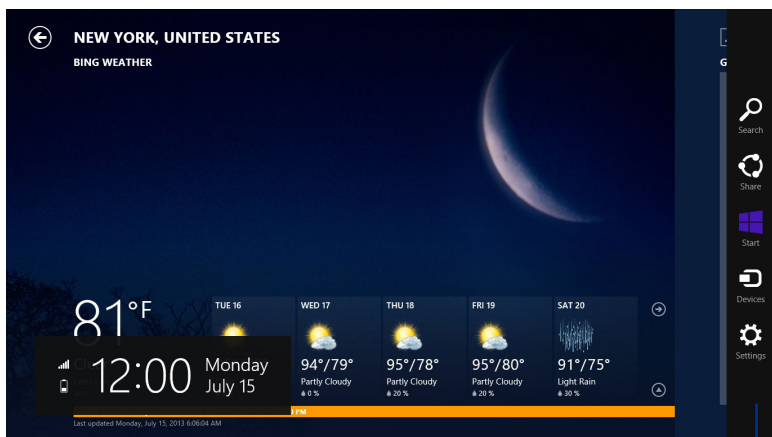 NEW YORK, UNITED STATES
BING WEATHER
G
Search
Share
Start
Devices
Settings
81°F
TUE 16
WED 17
94°/79°
Partly Cloudy
0 %
THU 18
95°/78°
Partly Cloudy
20 %
FRI 19
95°/80°
Partly Cloudy
20 %
SAT 20
91°/75°
Light Rain
30 %
12:00
Monday
July 15
PM
Last updated Monday, July 15, 2013 6:06:04 AM